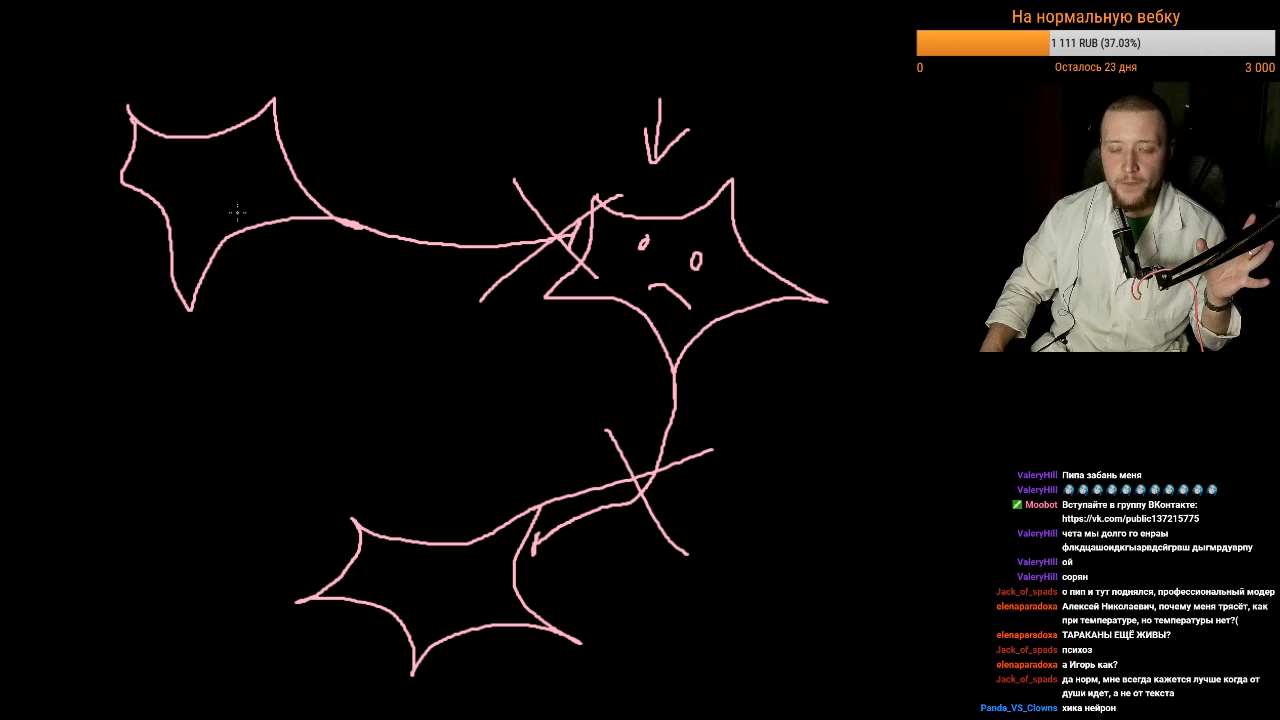 На нормальную вебку
1 111 RUB (37.03%)
0 Осталось 23 дня 3 000
ValeryHill Пипа забань меня
ValeryHill
Moobot Вступайте в группу ВКонтакте:
https://vk.com/public137215775
ValeryHill чета мы долго го енраы
флкдцашоидкгыарвдсйгрвш дыгмрдуврпу
ValeryHill ой
ValeryHill сорян
Jack_of_spads о пип и тут поднялся, профессиональный модер
elenaparadoxa Алексей Николаевич, почему меня трясёт, как
при температуре, но температуры нет?(
elenaparadoxa ТАРАКАНЫ ЕЩЁ ЖИВЫ?
Jack_of_spads психоз
elenaparadoxa а Игорь как?
Jack_of_spads да норм, мне всегда кажется лучше когда от
души идет, а не от текста
Panda_VS_Clowns хика нейрон